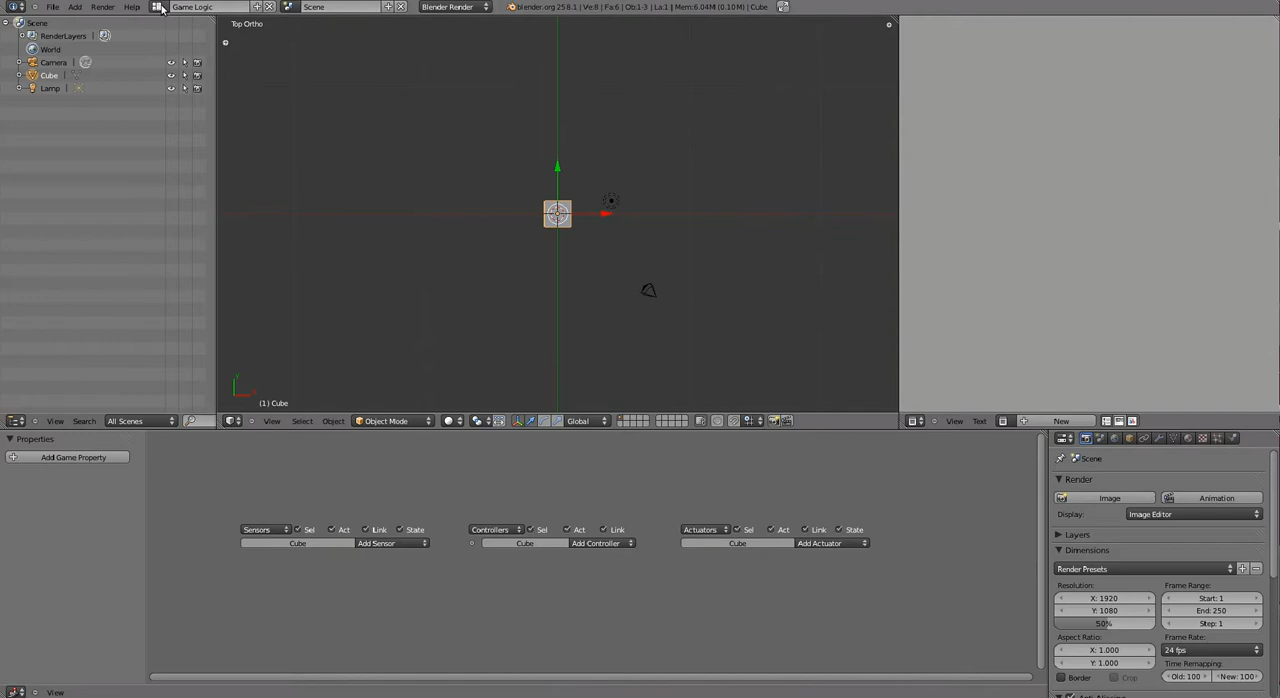 File Add Render Help Game Logic Scene Blender Render blender.org 258.1 | Ve:8 | Fa:6 | Ob:1-3 | La:1 | Mem:6.04M (0.10M) | Cube
Scene
RenderLayers
World
Camera
Cube
Lamp
Top Ortho
(1) Cube
View Search All Scenes
View Select Object Object Mode Global
View Text New
Properties
Add Game Property
Sensors Sel Act Link State
Cube Add Sensor
Controllers Sel Act Link
Cube Add Controller
Actuators Sel Act Link State
Cube Add Actuator
View
Scene
Render
Image Animation
Display: Image Editor
Layers
Dimensions
Render Presets
Resolution: Frame Range:
X: 1920 Start: 1
Y: 1080 End: 250
50% Step: 1
Aspect Ratio: Frame Rate:
X: 1.000 24 fps
Y: 1.000 Time Remapping:
Border Crop Old: 100 New: 100